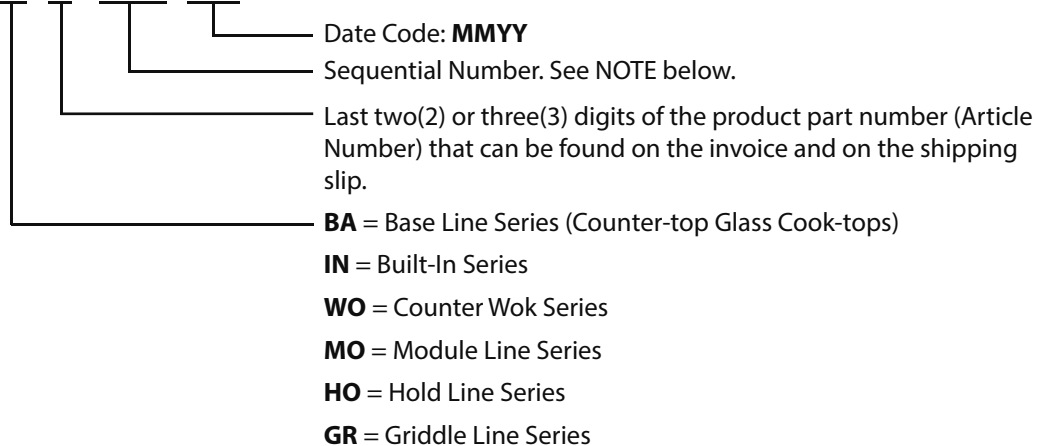 Date Code: MMYY
Sequential Number. See NOTE below.
Last two(2) or three(3) digits of the product part number (Article
Number) that can be found on the invoice and on the shipping
slip.
BA = Base Line Series (Counter-top Glass Cook-tops)
IN = Built-In Series
WO = Counter Wok Series
MO = Module Line Series
HO = Hold Line Series
GR = Griddle Line Series